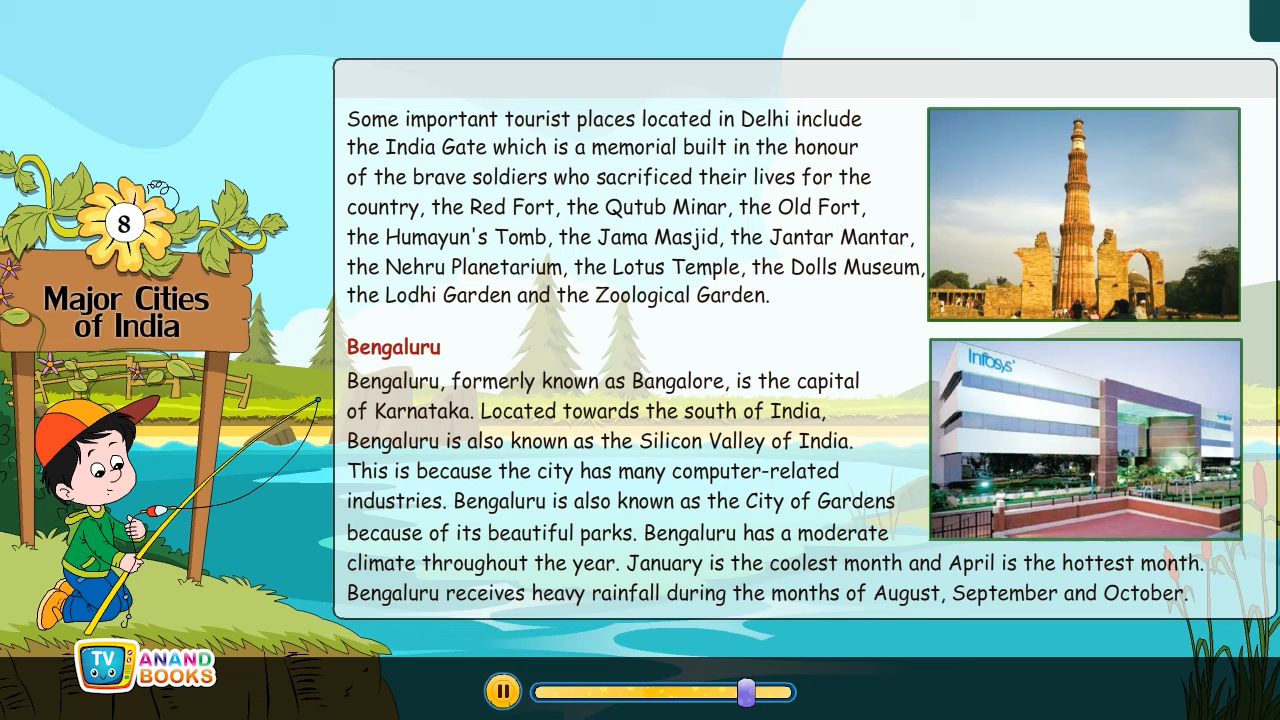 8
Major Cities
of India
Some important tourist places located in Delhi include
the India Gate which is a memorial built in the honour
of the brave soldiers who sacrificed their lives for the
country, the Red Fort, the Qutub Minar, the Old Fort,
the Humayun's Tomb, the Jama Masjid, the Jantar Mantar,
the Nehru Planetarium, the Lotus Temple, the Dolls Museum,
the Lodhi Garden and the Zoological Garden.
Bengaluru
Bengaluru, formerly known as Bangalore, is the capital
of Karnataka. Located towards the south of India,
Bengaluru is also known as the Silicon Valley of India.
This is because the city has many computer-related
industries. Bengaluru is also known as the City of Gardens
because of its beautiful parks. Bengaluru has a moderate
climate throughout the year. January is the coolest month and April is the hottest month.
Bengaluru receives heavy rainfall during the months of August, September and October.
Infosys
TV
ANAND
BOOKS